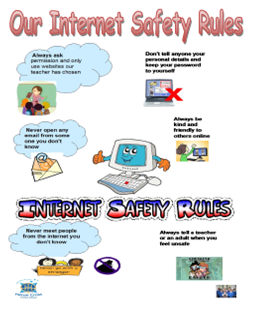 Our Internet Safety Rules
Always ask
permission and only
use websites our
teacher has chosen
Don't tell anyone your
personal details and
keep your password
to yourself
Never open any
email from some
one you don't
know
Always be
kind and
friendly to
others online
INTERNET SAFETY RULES
Never meet people
from the internet you
don't know
Always tell a teacher
or an adult when you
feel unsafe